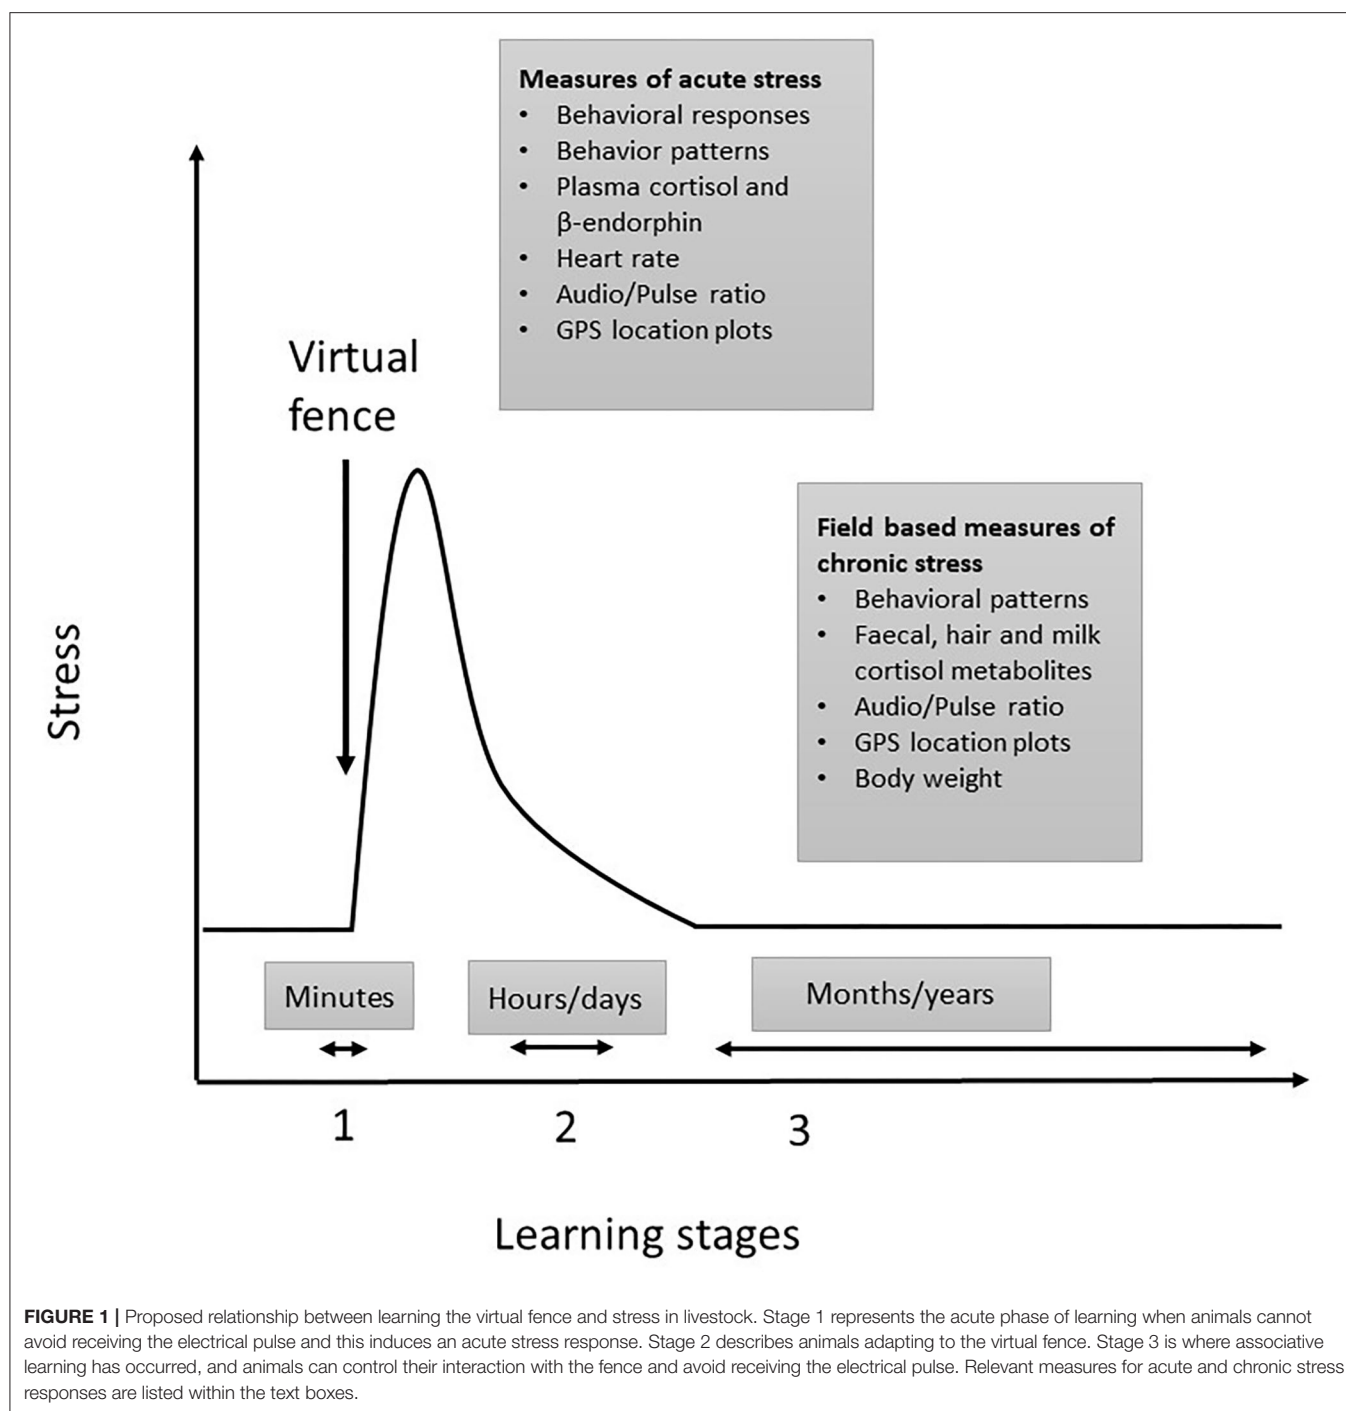 Measures of acute stress
• Behavioral responses
• Behavior patterns
• Plasma cortisol and
β-endorphin
• Heart rate
• Audio/Pulse ratio
• GPS location plots
Virtual
fence
Field based measures of
chronic stress
• Behavioral patterns
• Faecal, hair and milk
cortisol metabolites
• Audio/Pulse ratio
• GPS location plots
• Body weight
Stress
Minutes
Hours/days
Months/years
1
2
3
Learning stages
FIGURE 1 | Proposed relationship between learning the virtual fence and stress in livestock. Stage 1 represents the acute phase of learning when animals cannot
avoid receiving the electrical pulse and this induces an acute stress response. Stage 2 describes animals adapting to the virtual fence. Stage 3 is where associative
learning has occurred, and animals can control their interaction with the fence and avoid receiving the electrical pulse. Relevant measures for acute and chronic stress
responses are listed within the text boxes.